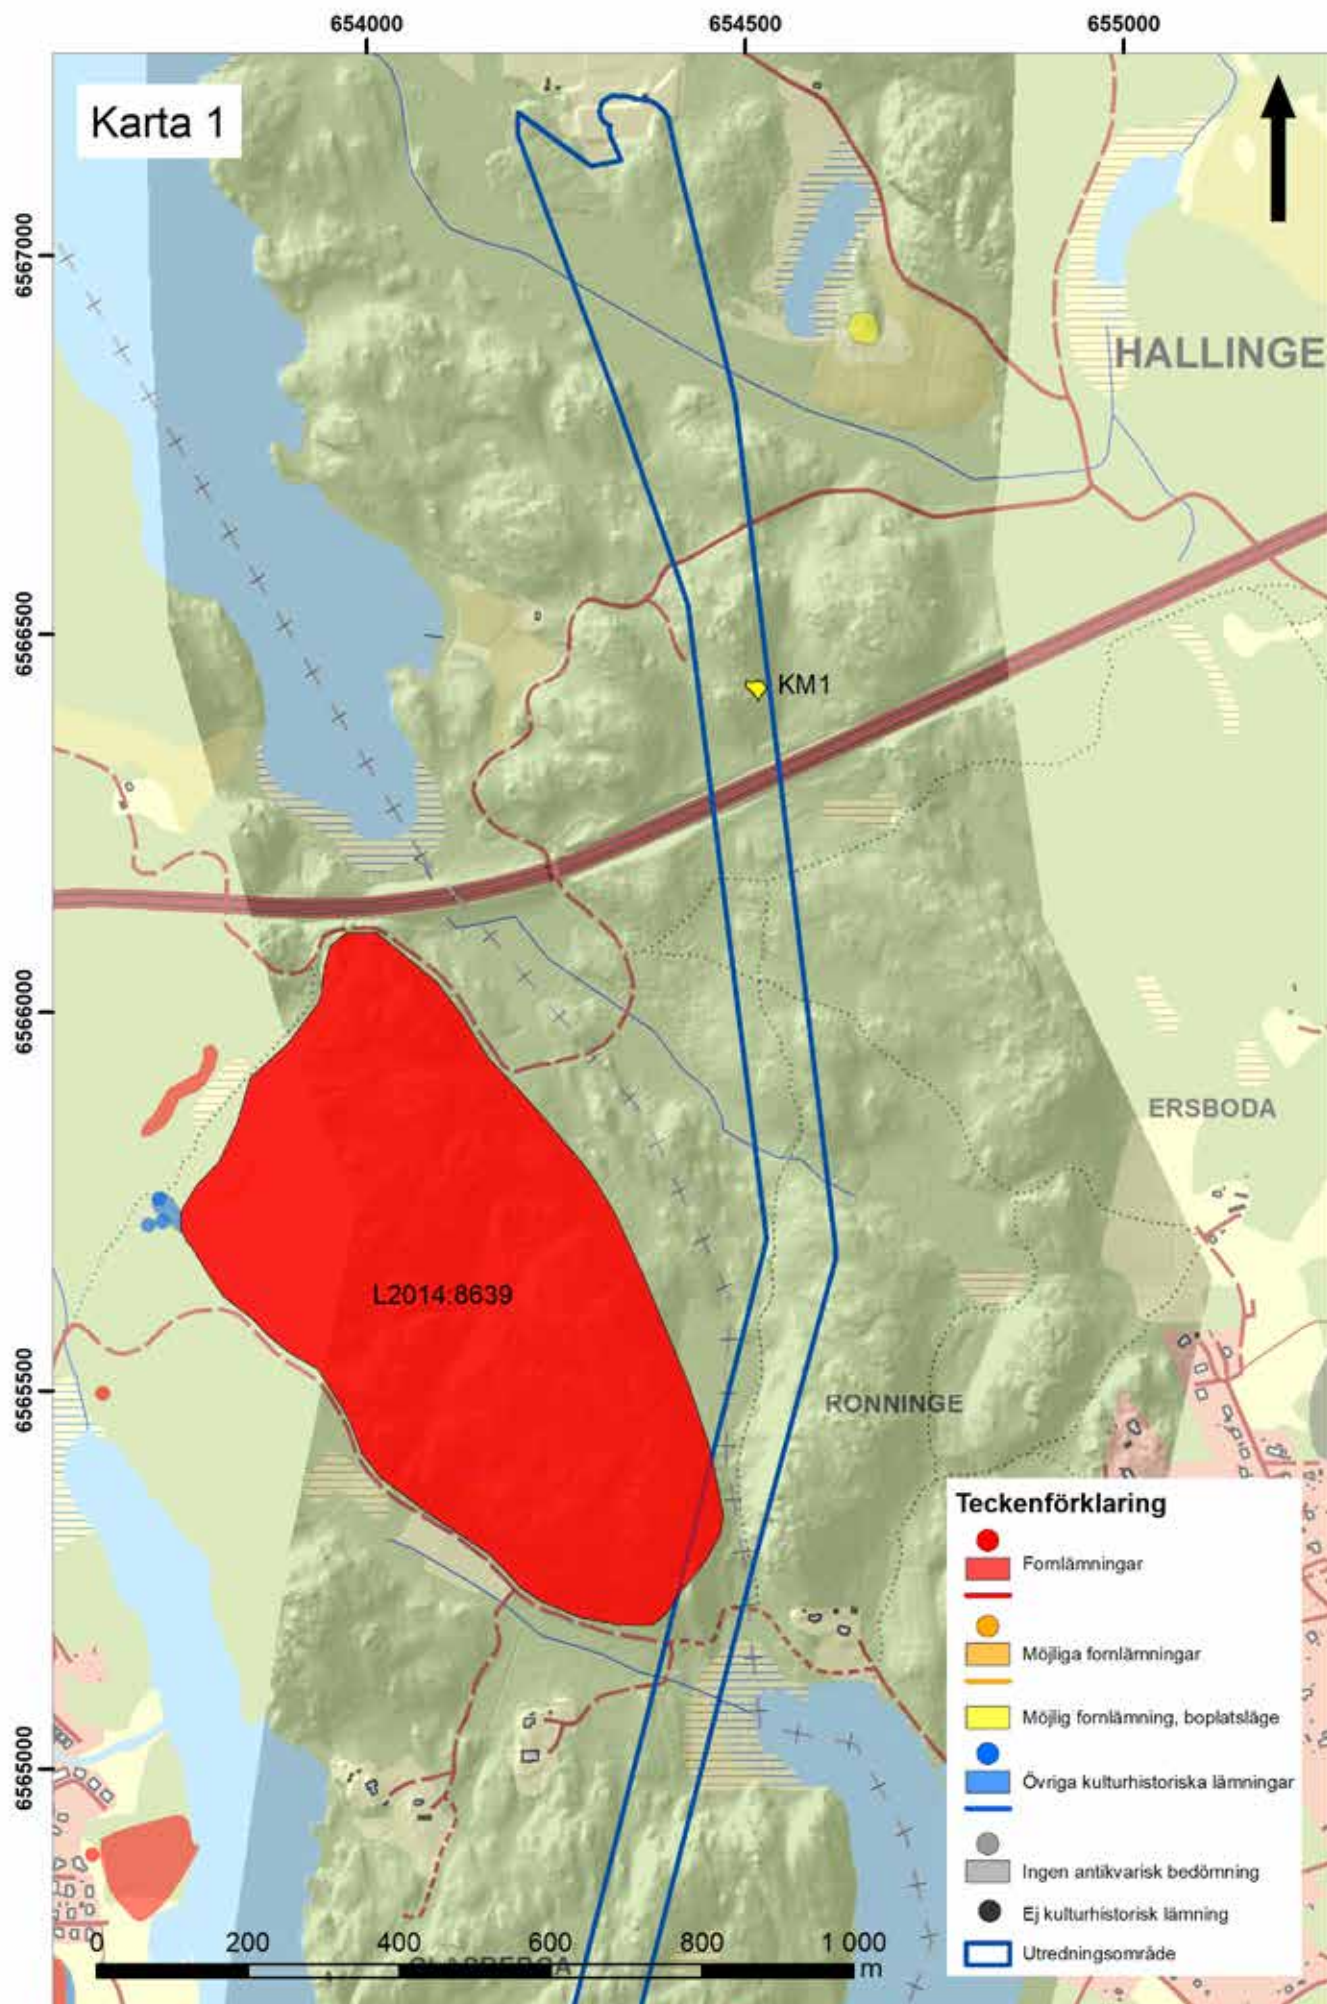 654000
654500
655000
Karta 1
6567000
HALLINGE
6566500
KM1
6566000
ERSBODA
L2014:8639
6565500
RONNINGE
Teckenförklaring
Fornlämningar
Möjliga fornlämningar
Möjlig fornlämning, boplatsläge
6565000
Övriga kulturhistoriska lämningar
Ingen antikvarisk bedömning
Ej kulturhistorisk lämning
Utredningsområde
0 200 400 600 800 1 000
m